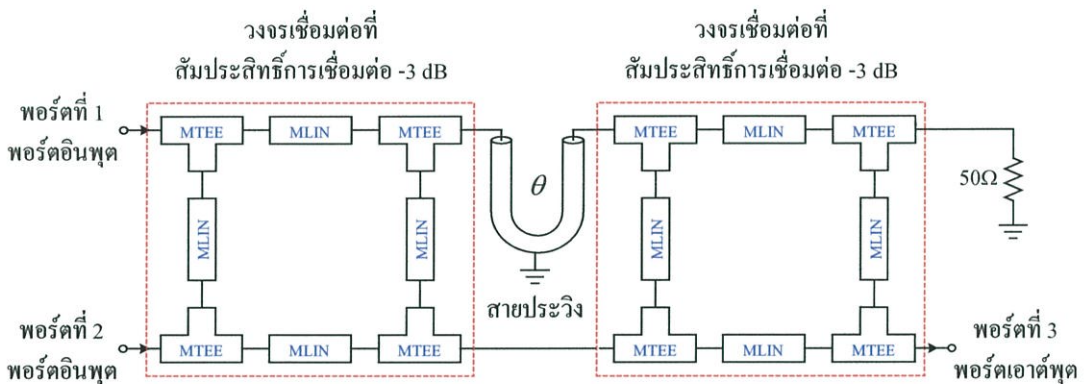 วงจรเชื่อมต่อที่
สัมประสิทธิ์การเชื่อมต่อ -3 dB
วงจรเชื่อมต่อที่
สัมประสิทธิ์การเชื่อมต่อ -3 dB
พอร์ตที่ 1
พอร์ตอินพุต
MTEE
MLIN
MTEE
MTEE
MLIN
MTEE
θ
50Ω
MLIN
MLIN
MLIN
MLIN
สายประวิง
พอร์ตที่ 2
พอร์ตอินพุต
MTEE
MLIN
MTEE
MTEE
MLIN
MTEE
พอร์ตที่ 3
พอร์ตเอาต์พุต